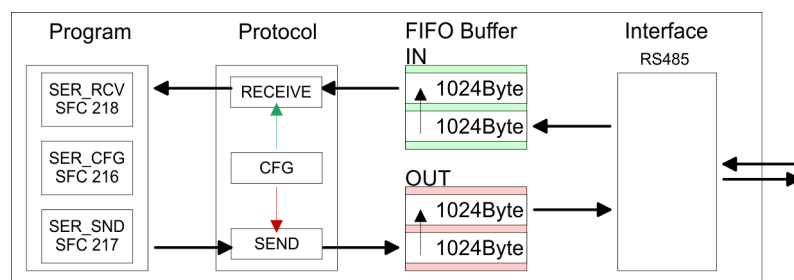 Program
Protocol
FIFO Buffer
Interface
IN
RS485
SER_RCV
SFC 218
RECEIVE
1024Byte
1024Byte
SER_CFG
SFC 216
CFG
OUT
SER_SND
SFC 217
SEND
1024Byte
1024Byte